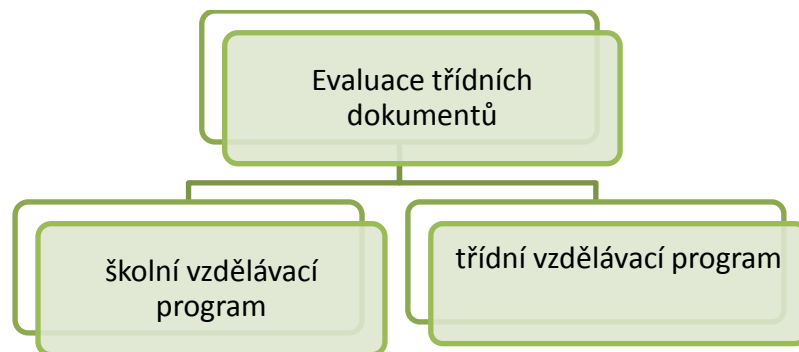 Evaluace třídních
dokumentů
školní vzdělávací
program
třídní vzdělávací program